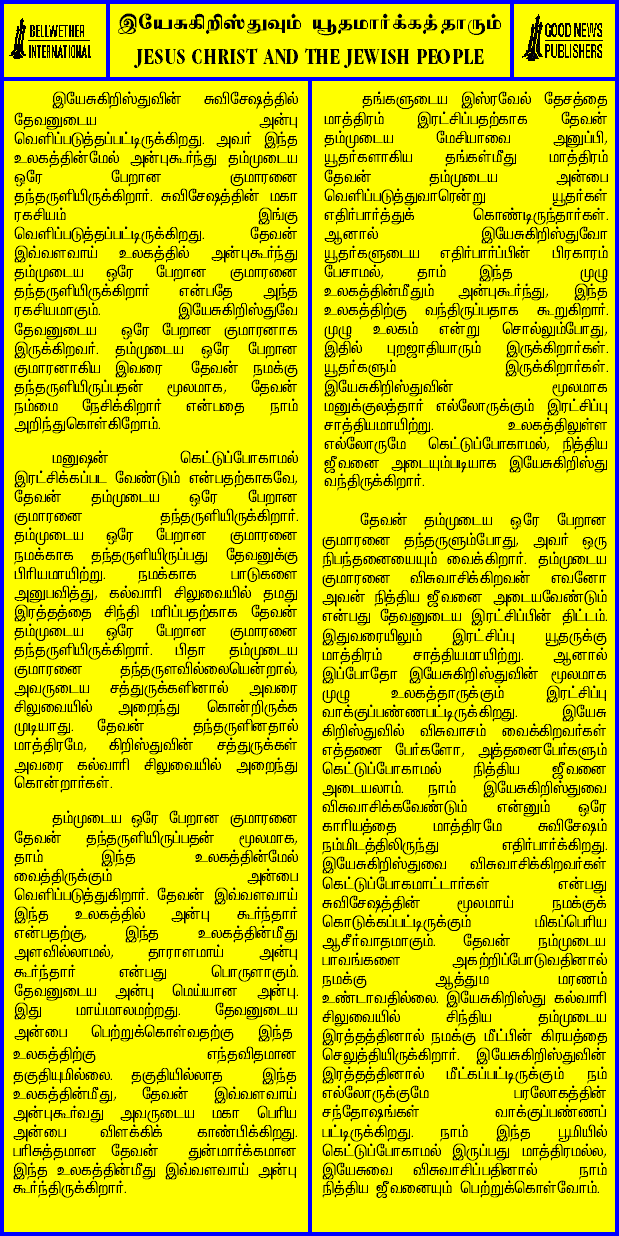 BELLWETHER
INTERNATIONAL
இயேசுகிறிஸ்துவும் யூதமார்க்கத்தாரும்
JESUS CHRIST AND THE JEWISH PEOPLE
GOOD NEWS
PUBLISHERS
இயேசுகிறிஸ்துவின் சுவிசேஷத்தில்
தேவனுடைய அன்பு
வெளிப்படுத்தப்பட்டிருக்கிறது. அவர் இந்த
உலகத்தின்மேல் அன்புகூர்ந்து தம்முடைய
ஒரே பேறான குமாரனை
தந்தருளியிருக்கிறார். சுவிசேஷத்தின் மகா
ரகசியம் இங்கு
வெளிப்படுத்தப்பட்டிருக்கிறது. தேவன்
இவ்வளவாய் உலகத்தில் அன்புகூர்ந்து
தம்முடைய ஒரே பேறான குமாரனை
தந்தருளியிருக்கிறார் என்பதே அந்த
ரகசியமாகும். இயேசுகிறிஸ்துவே
தேவனுடைய ஒரே பேறான குமாரனாக
இருக்கிறவர். தம்முடைய ஒரே பேறான
குமாரனாகிய இவரை தேவன் நமக்கு
தந்தருளியிருப்பதன் மூலமாக, தேவன்
நம்மை நேசிக்கிறார் என்பதை நாம்
அறிந்துகொள்கிறோம்.
மனுஷன் கெட்டுப்போகாமல்
இரட்சிக்கப்பட வேண்டும் என்பதற்காகவே,
தேவன் தம்முடைய ஒரே பேறான
குமாரனை தந்தருளியிருக்கிறார்.
தம்முடைய ஒரே பேறான குமாரனை
நமக்காக தந்தருளியிருப்பது தேவனுக்கு
பிரியமாயிற்று. நமக்காக பாடுகளை
அனுபவித்து, கல்வாரி சிலுவையில் தமது
இரத்தத்தை சிந்தி மரிப்பதற்காக தேவன்
தம்முடைய ஒரே பேறான குமாரனை
தந்தருளியிருக்கிறார். பிதா தம்முடைய
குமாரனை தந்தருளவில்லையென்றால்,
அவருடைய சத்துருக்களினால் அவரை
சிலுவையில் அறைந்து கொன்றிருக்க
முடியாது. தேவன் தந்தருளினதால்
மாத்திரமே, கிறிஸ்துவின் சத்துருக்கள்
அவரை கல்வாரி சிலுவையில் அறைந்து
கொன்றார்கள்.
தம்முடைய ஒரே பேறான குமாரனை
தேவன் தந்தருளியிருப்பதன் மூலமாக,
தாம் இந்த உலகத்தின்மேல்
வைத்திருக்கும் அன்பை
வெளிப்படுத்துகிறார். தேவன் இவ்வளவாய்
இந்த உலகத்தில் அன்பு கூர்ந்தார்
என்பதற்கு, இந்த உலகத்தின்மீது
அளவில்லாமல், தாராளமாய் அன்பு
கூர்ந்தார் என்பது பொருளாகும்.
தேவனுடைய அன்பு மெய்யான அன்பு.
இது மாய்மாலமற்றது. தேவனுடைய
அன்பை பெற்றுக்கொள்வதற்கு இந்த
உலகத்திற்கு எந்தவிதமான
தகுதியுமில்லை. தகுதியில்லாத இந்த
உலகத்தின்மீது, தேவன் இவ்வளவாய்
அன்புகூர்வது அவருடைய மகா பெரிய
அன்பை விளக்கிக் காண்பிக்கிறது.
பரிசுத்தமான தேவன் துன்மார்க்கமான
இந்த உலகத்தின்மீது இவ்வளவாய் அன்பு
கூர்ந்திருக்கிறார்.
தங்களுடைய இஸ்ரவேல் தேசத்தை
மாத்திரம் இரட்சிப்பதற்காக தேவன்
தம்முடைய மேசியாவை அனுப்பி,
யூதர்களாகிய தங்கள்மீது மாத்திரம்
தேவன் தம்முடைய அன்பை
வெளிப்படுத்துவாரென்று யூதர்கள்
எதிர்பார்த்துக் கொண்டிருந்தார்கள்.
ஆனால் இயேசுகிறிஸ்துவோ
யூதர்களுடைய எதிர்பார்ப்பின் பிரகாரம்
பேசாமல், தாம் இந்த முழு
உலகத்தின்மீதும் அன்புகூர்ந்து, இந்த
உலகத்திற்கு வந்திருப்பதாக கூறுகிறார்.
முழு உலகம் என்று சொல்லும்போது,
இதில் புறஜாதியாரும் இருக்கிறார்கள்.
யூதர்களும் இருக்கிறார்கள்.
இயேசுகிறிஸ்துவின் மூலமாக
மனுக்குலத்தார் எல்லோருக்கும் இரட்சிப்பு
சாத்தியமாயிற்று. உலகத்திலுள்ள
எல்லோருமே கெட்டுப்போகாமல், நித்திய
ஜீவனை அடையும்படியாக இயேசுகிறிஸ்து
வந்திருக்கிறார்.
தேவன் தம்முடைய ஒரே பேறான
குமாரனை தந்தருளும்போது, அவர் ஒரு
நிபந்தனையையும் வைக்கிறார். தம்முடைய
குமாரனை விசுவாசிக்கிறவன் எவனோ
அவன் நித்திய ஜீவனை அடையவேண்டும்
என்பது தேவனுடைய இரட்சிப்பின் திட்டம்.
இதுவரையிலும் இரட்சிப்பு யூதருக்கு
மாத்திரம் சாத்தியமாயிற்று. ஆனால்
இப்போதோ இயேசுகிறிஸ்துவின் மூலமாக
முழு உலகத்தாருக்கும் இரட்சிப்பு
வாக்குப்பண்ணபட்டிருக்கிறது. இயேசு
கிறிஸ்துவில் விசுவாசம் வைக்கிறவர்கள்
எத்தனை பேர்களோ, அத்தனைபேர்களும்
கெட்டுப்போகாமல் நித்திய ஜீவனை
அடையலாம். நாம் இயேசுகிறிஸ்துவை
விசுவாசிக்கவேண்டும் என்னும் ஒரே
காரியத்தை மாத்திரமே சுவிசேஷம்
நம்மிடத்திலிருந்து எதிர்பார்க்கிறது.
இயேசுகிறிஸ்துவை விசுவாசிக்கிறவர்கள்
கெட்டுப்போகமாட்டார்கள் என்பது
சுவிசேஷத்தின் மூலமாய் நமக்குக்
கொடுக்கப்பட்டிருக்கும் மிகப்பெரிய
ஆசீர்வாதமாகும். தேவன் நம்முடைய
பாவங்களை அகற்றிப்போடுவதினால்
நமக்கு ஆத்தும மரணம்
உண்டாவதில்லை. இயேசுகிறிஸ்து கல்வாரி
சிலுவையில் சிந்திய தம்முடைய
இரத்தத்தினால் நமக்கு மீட்பின் கிரயத்தை
செலுத்தியிருக்கிறார். இயேசுகிறிஸ்துவின்
இரத்தத்தினால் மீட்கப்பட்டிருக்கும் நம்
எல்லோருக்குமே பரலோகத்தின்
சந்தோஷங்கள் வாக்குப்பண்ணப்
பட்டிருக்கிறது. நாம் இந்த பூமியில்
கெட்டுப்போகாமல் இருப்பது மாத்திரமல்ல,
இயேசுவை விசுவாசிப்பதினால் நாம்
நித்திய ஜீவனையும் பெற்றுக்கொள்வோம்.